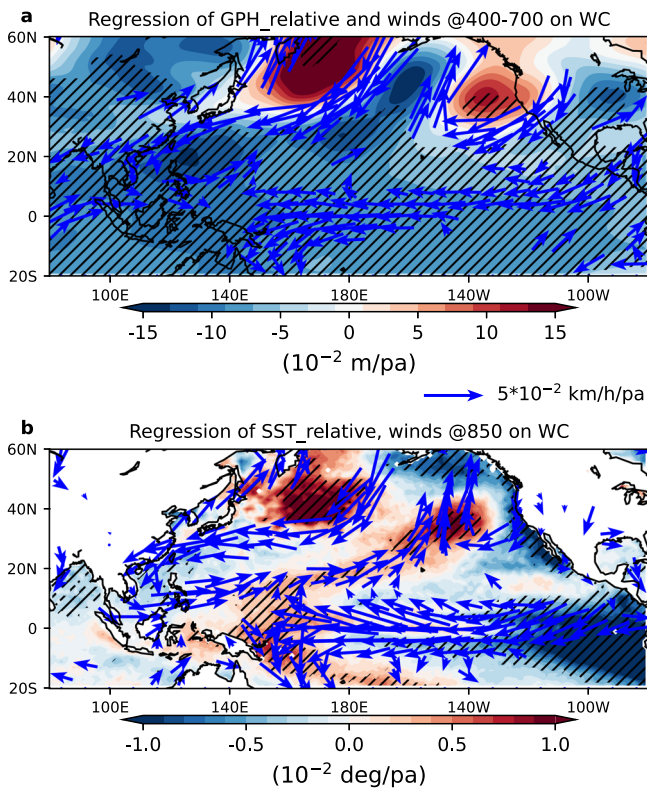 a
Regression of GPH_relative and winds @400-700 on WC
60N
40N
20N
0
20S
100E 140E 180E 140W 100W
-15 -10 -5 0 5 10 15
(10⁻² m/pa)
5*10⁻² km/h/pa
b
Regression of SST_relative, winds @850 on WC
60N
40N
20N
0
20S
100E 140E 180E 140W 100W
-1.0 -0.5 0.0 0.5 1.0
(10⁻² deg/pa)